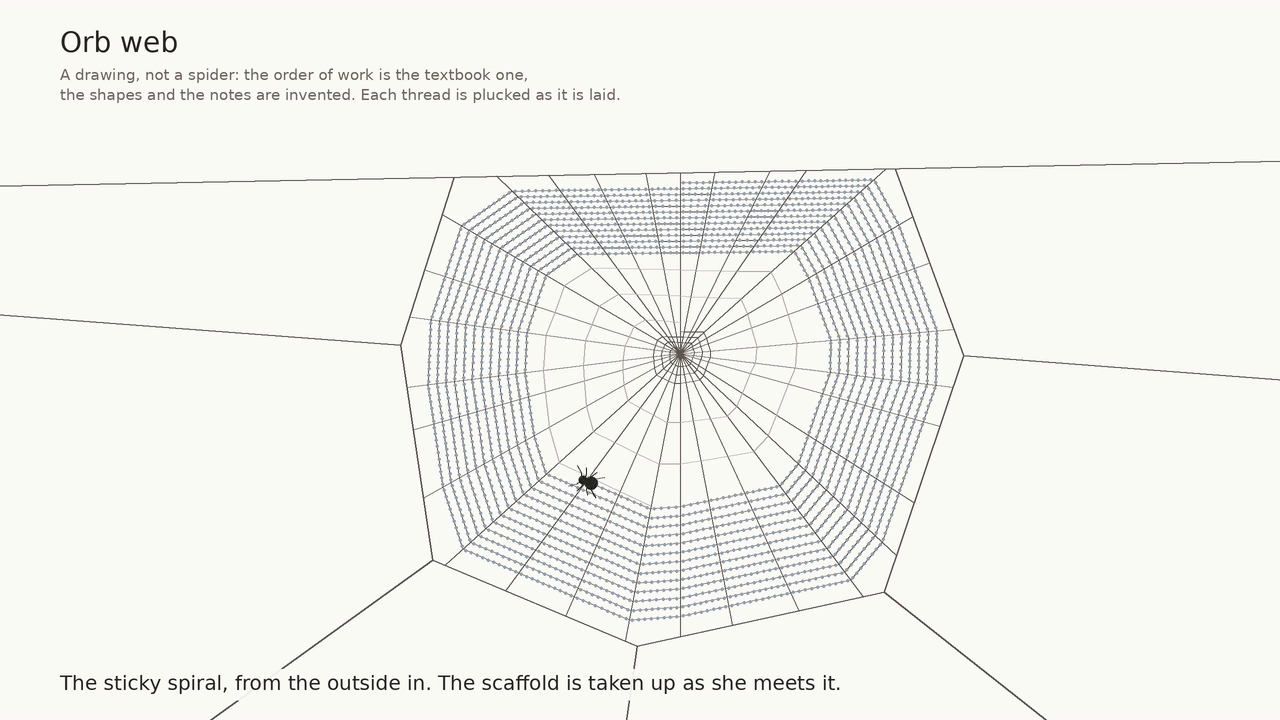 Orb web
A drawing, not a spider: the order of work is the textbook one,
the shapes and the notes are invented. Each thread is plucked as it is laid.
The sticky spiral, from the outside in. The scaffold is taken up as she meets it.